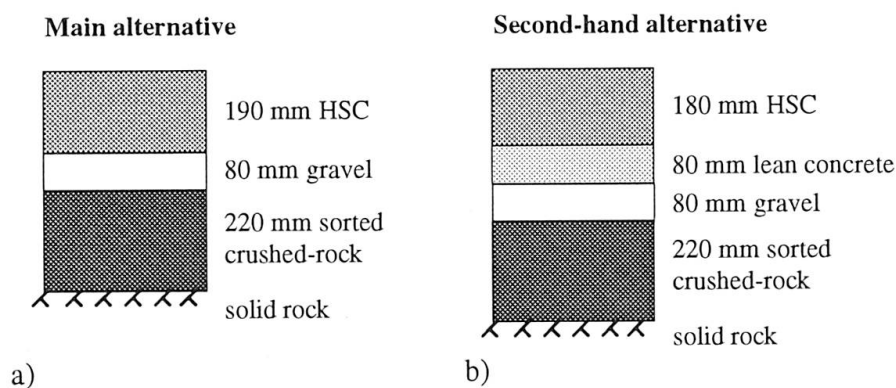 Main alternative
190 mm HSC
80 mm gravel
220 mm sorted
crushed-rock
solid rock
a)
Second-hand alternative
180 mm HSC
80 mm lean concrete
80 mm gravel
220 mm sorted
crushed-rock
solid rock
b)